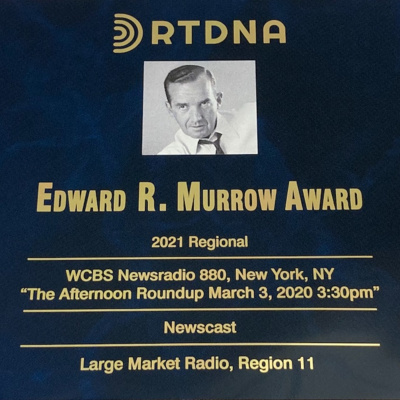 RTDNA
EDWARD R. MURROW AWARD
2021 Regional
WCBS Newsradio 880, New York, NY
“The Afternoon Roundup March 3, 2020 3:30pm”
Newscast
Large Market Radio, Region 11